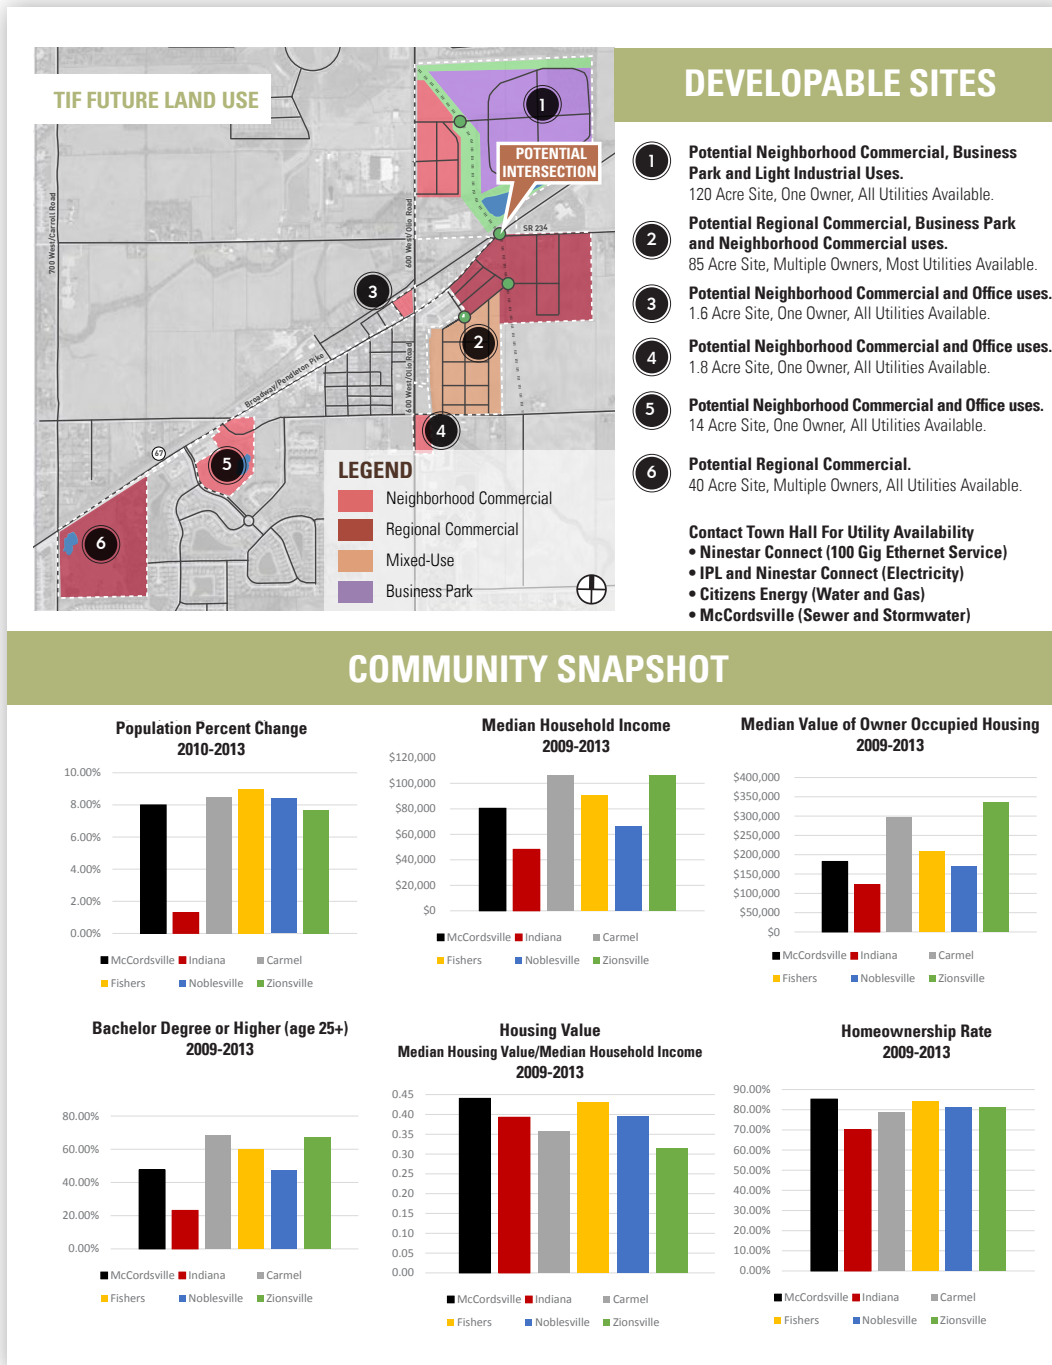 TIF FUTURE LAND USE
1
POTENTIAL
INTERSECTION
SR 234
700 West/Carroll Road
600 West/Olio Road
3
2
Broadway/Pendleton Pike
600 West/Olio Road
4
67
5
6
LEGEND
Neighborhood Commercial
Regional Commercial
Mixed-Use
Business Park
DEVELOPABLE SITES
1
Potential Neighborhood Commercial, Business
Park and Light Industrial Uses.
120 Acre Site, One Owner, All Utilities Available.
2
Potential Regional Commercial, Business Park
and Neighborhood Commercial uses.
85 Acre Site, Multiple Owners, Most Utilities Available.
3
Potential Neighborhood Commercial and Office uses.
1.6 Acre Site, One Owner, All Utilities Available.
4
Potential Neighborhood Commercial and Office uses.
1.8 Acre Site, One Owner, All Utilities Available.
5
Potential Neighborhood Commercial and Office uses.
14 Acre Site, One Owner, All Utilities Available.
6
Potential Regional Commercial.
40 Acre Site, Multiple Owners, All Utilities Available.
Contact Town Hall For Utility Availability
• Ninestar Connect (100 Gig Ethernet Service)
• IPL and Ninestar Connect (Electricity)
• Citizens Energy (Water and Gas)
• McCordsville (Sewer and Stormwater)
COMMUNITY SNAPSHOT
Population Percent Change
2010-2013
10.00%
8.00%
6.00%
4.00%
2.00%
0.00%
McCordsville Indiana Carmel
Fishers Noblesville Zionsville
Median Household Income
2009-2013
$120,000
$100,000
$80,000
$60,000
$40,000
$20,000
$0
McCordsville Indiana Carmel
Fishers Noblesville Zionsville
Median Value of Owner Occupied Housing
2009-2013
$400,000
$350,000
$300,000
$250,000
$200,000
$150,000
$100,000
$50,000
$0
McCordsville Indiana Carmel
Fishers Noblesville Zionsville
Bachelor Degree or Higher (age 25+)
2009-2013
80.00%
60.00%
40.00%
20.00%
0.00%
McCordsville Indiana Carmel
Fishers Noblesville Zionsville
Housing Value
Median Housing Value/Median Household Income
2009-2013
0.45
0.40
0.35
0.30
0.25
0.20
0.15
0.10
0.05
0.00
McCordsville Indiana Carmel
Fishers Noblesville Zionsville
Homeownership Rate
2009-2013
90.00%
80.00%
70.00%
60.00%
50.00%
40.00%
30.00%
20.00%
10.00%
0.00%
McCordsville Indiana Carmel
Fishers Noblesville Zionsville